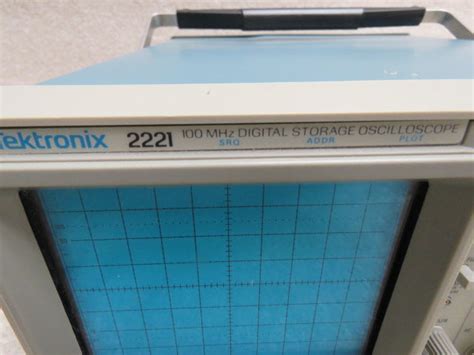 Tektronix 2221 100 MHz DIGITAL STORAGE OSCILLOSCOPE
SRQ ADDR PLOT